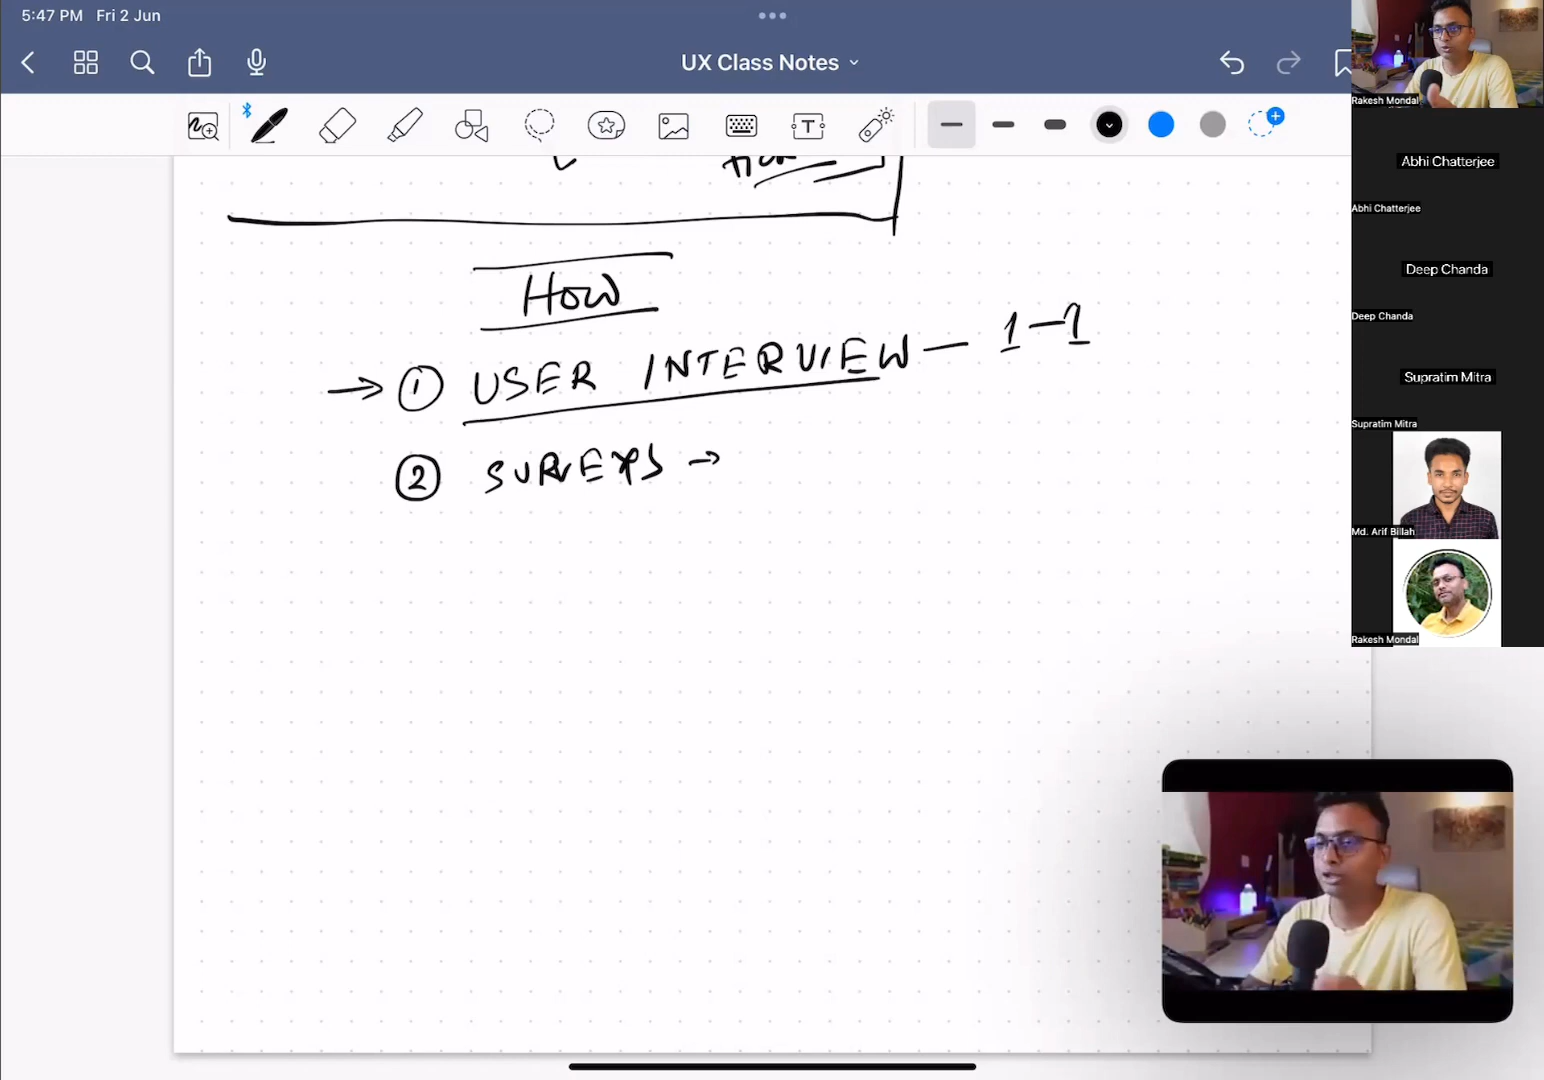 5:47 PM Fri 2 Jun
UX Class Notes
T
How
→ ① USER INTERVIEW — 1-1
② SURVEYS →
Rakesh Mondal
Abhi Chatterjee
Abhi Chatterjee
Deep Chanda
Deep Chanda
Supratim Mitra
Supratim Mitra
Md. Arif Billah
Rakesh Mondal